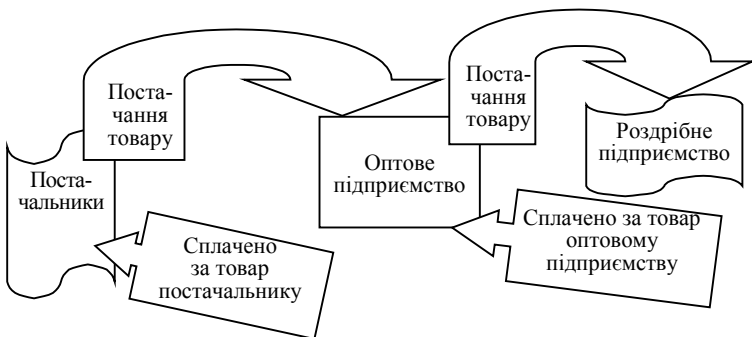 Поста-
чання
товару
Поста-
чання
товару
Роздрібне
підприємство
Оптове
підприємство
Поста-
чальники
Сплачено
за товар
постачальнику
Сплачено за товар
оптовому
підприємству